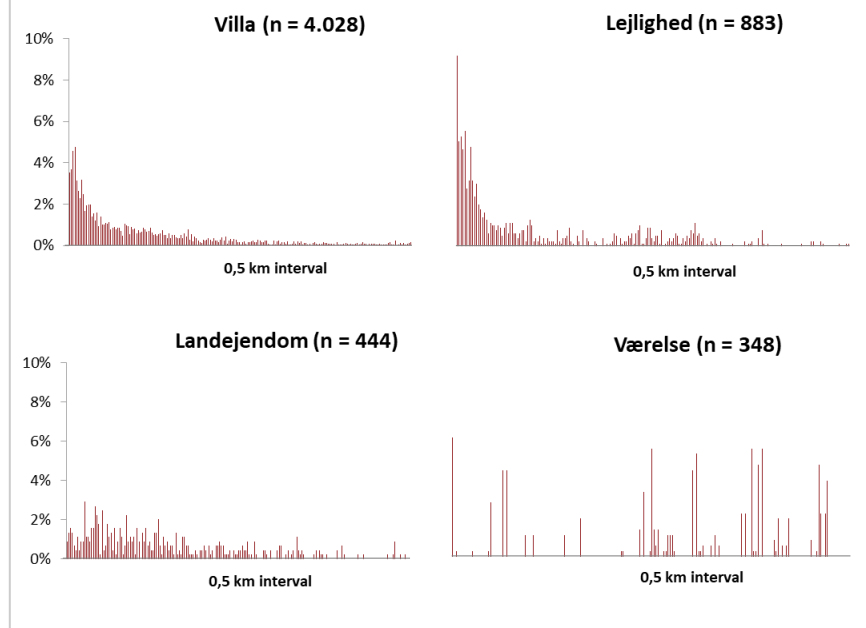 Villa (n = 4.028)
10%
8%
6%
4%
2%
0%
0,5 km interval
Lejlighed (n = 883)
0,5 km interval
Landejendom (n = 444)
10%
8%
6%
4%
2%
0%
0,5 km interval
Værelse (n = 348)
0,5 km interval